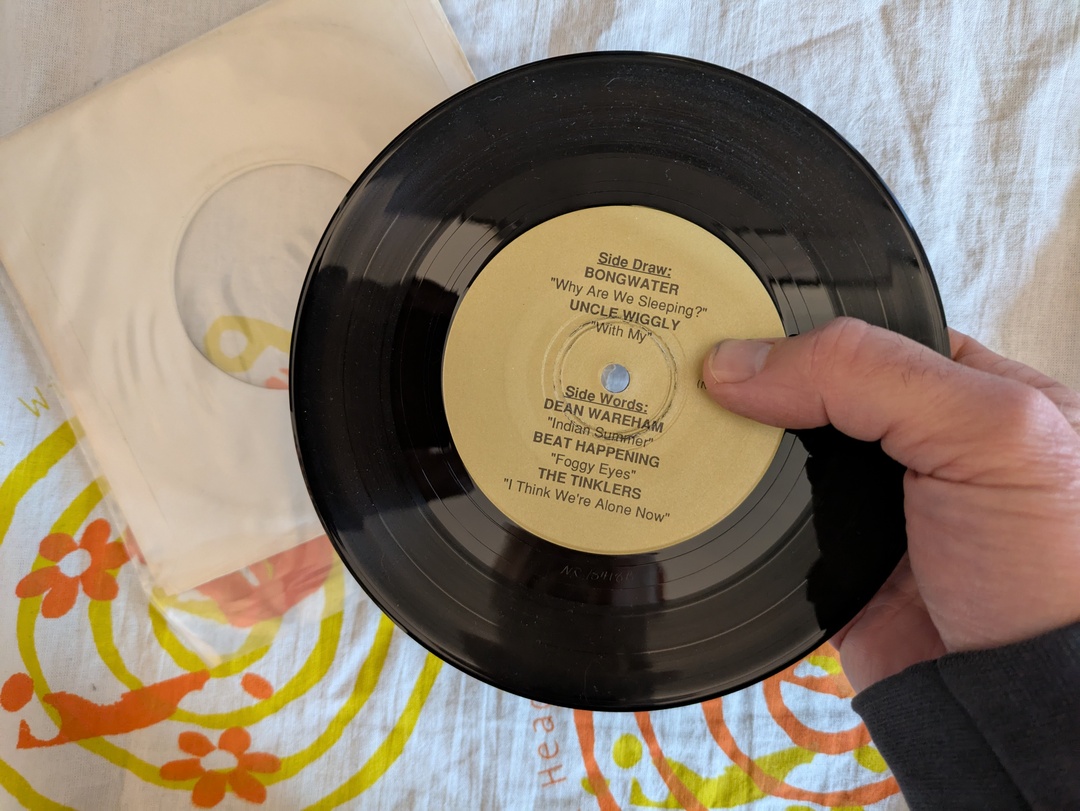 Side Draw:
BONGWATER
"Why Are We Sleeping?"
UNCLE WIGGLY
"With My"
Side Words:
DEAN WAREHAM
"Indian Summer"
BEAT HAPPENING
"Foggy Eyes"
THE TINKLERS
"I Think We're Alone Now"
Head